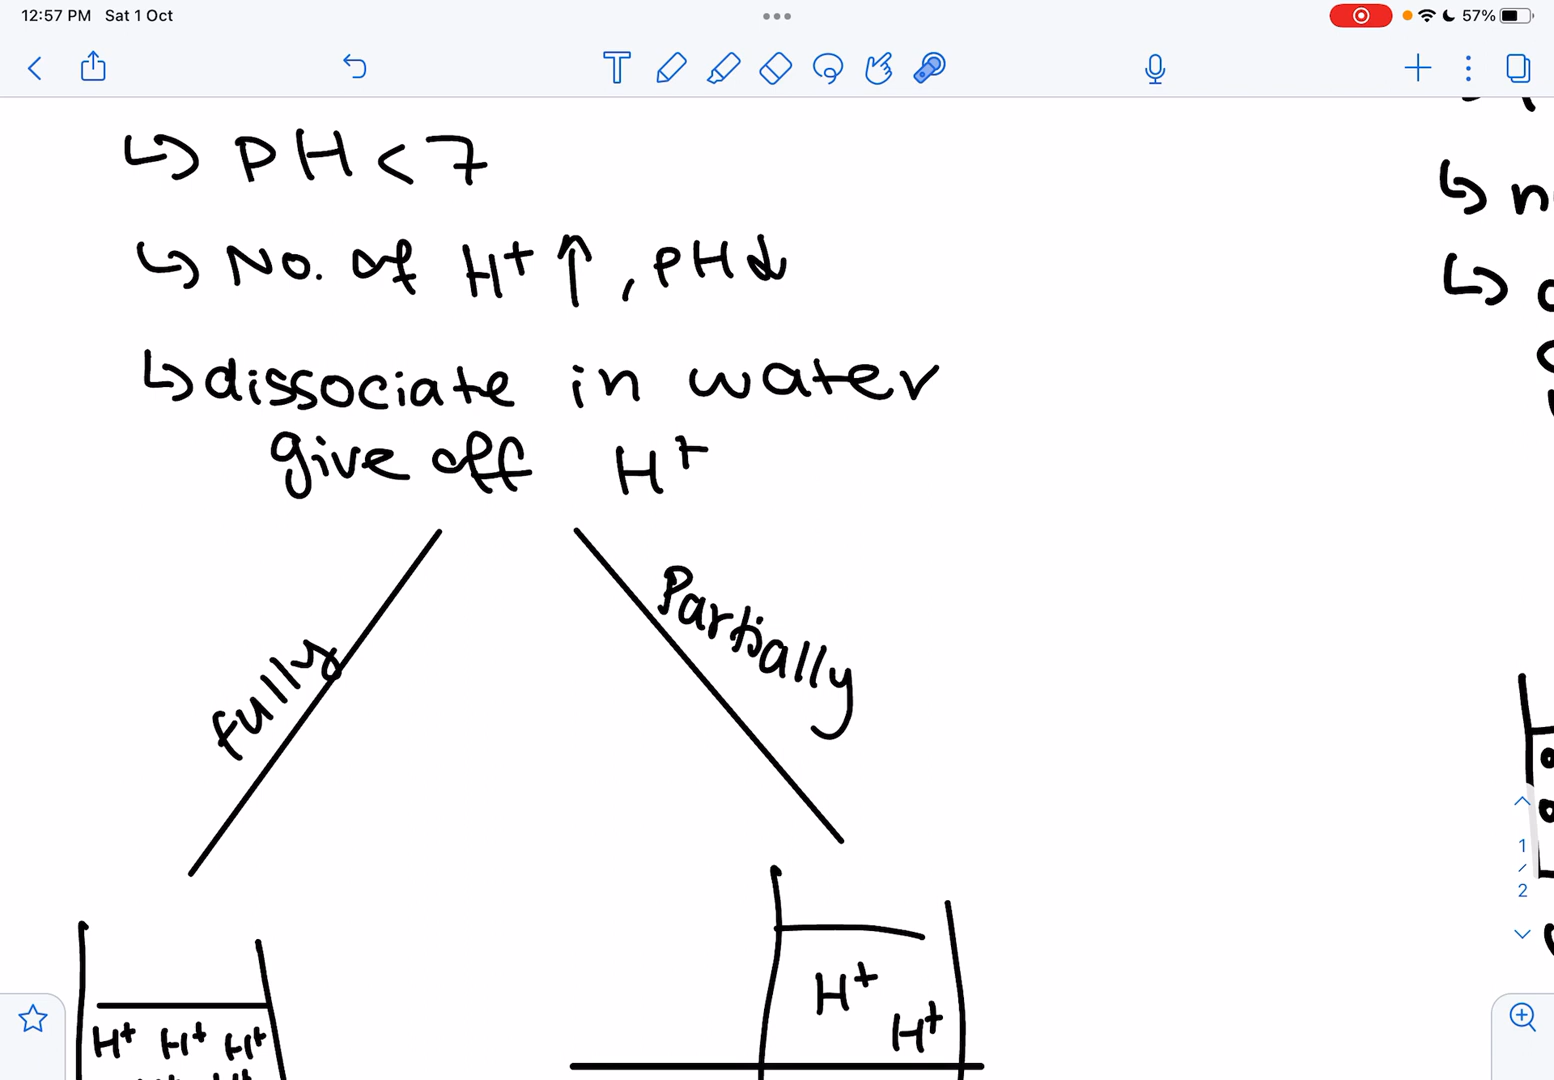 12:57 PM Sat 1 Oct
57%
↳ PH < 7
↳ No. of H+ ↑, pH↓
↳ dissociate in water
give off H+
fully
Partially
H+
H+
H+ H+ H+
1
/
2